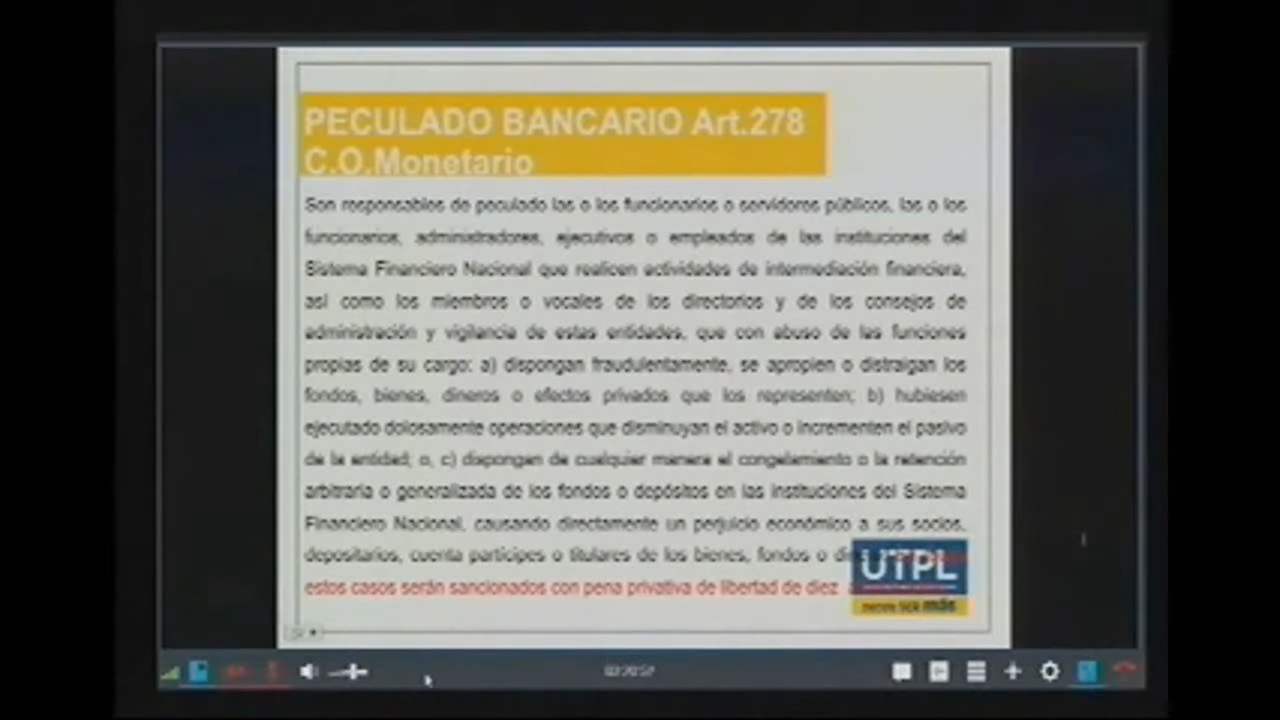 PECULADO BANCARIO Art.278
C.O.Monetario
Son responsables de peculado las o los funcionarios o servidores públicos, las o los
funcionarios, administradores, ejecutivos o empleados de las instituciones del
Sistema Financiero Nacional que realicen actividades de intermediación financiera,
así como los miembros o vocales de los directorios y de los consejos de
administración y vigilancia de estas entidades, que con abuso de las funciones
propias de su cargo: a) dispongan fraudulentamente, se apropien o distraigan los
fondos, bienes, dineros o efectos privados que los representen; b) hubiesen
ejecutado dolosamente operaciones que disminuyan el activo o incrementen el pasivo
de la entidad; o, c) dispongan de cualquier manera el congelamiento o la retención
arbitraria o generalizada de los fondos o depósitos en las instituciones del Sistema
Financiero Nacional, causando directamente un perjuicio económico a sus socios,
depositarios, cuenta partícipes o titulares de los bienes, fondos o
estos casos serán sancionados con pena privativa de libertad de diez
UTPL
más